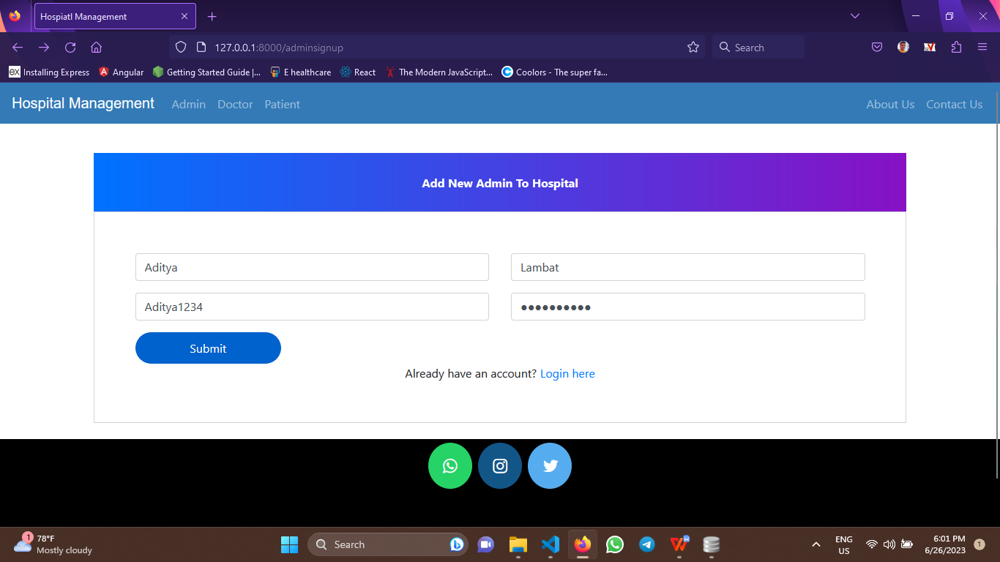 Hospiatl Management
127.0.0.1:8000/adminsignup
Search
ex Installing Express
Angular
Getting Started Guide |...
E healthcare
React
The Modern JavaScript...
Coolors - The super fa...
Hospital Management Admin Doctor Patient About Us Contact Us
Add New Admin To Hospital
Aditya
Lambat
Aditya1234
●●●●●●●●●●
Submit
Already have an account? Login here
1
78°F
Mostly cloudy
Search
ENG
US
6:01 PM
6/26/2023
1